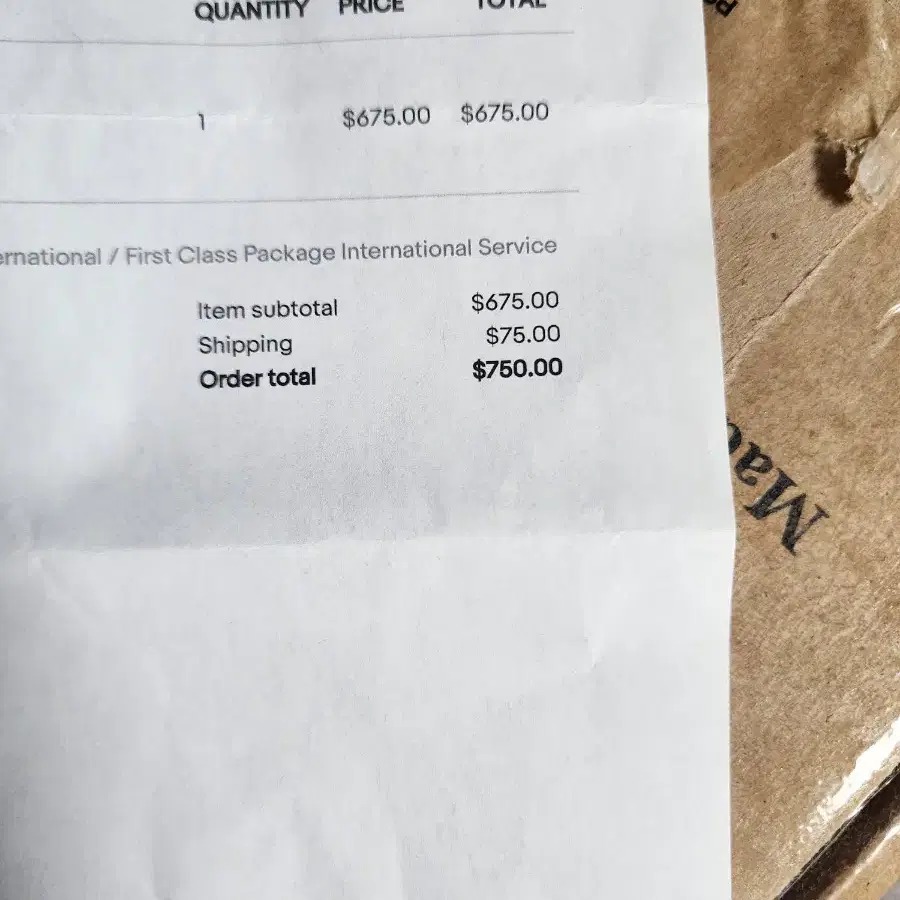 QUANTITY PRICE TOTAL
1 $675.00 $675.00
ernational / First Class Package International Service
Item subtotal $675.00
Shipping $75.00
Order total $750.00
Mad